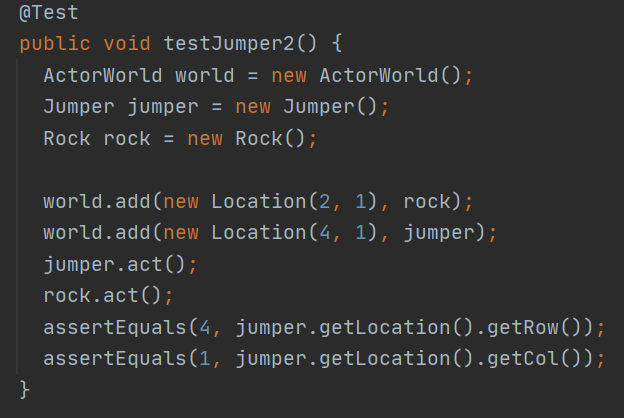 @Test
public void testJumper2() {
ActorWorld world = new ActorWorld();
Jumper jumper = new Jumper();
Rock rock = new Rock();
world.add(new Location(2, 1), rock);
world.add(new Location(4, 1), jumper);
jumper.act();
rock.act();
assertEquals(4, jumper.getLocation().getRow());
assertEquals(1, jumper.getLocation().getCol());
}